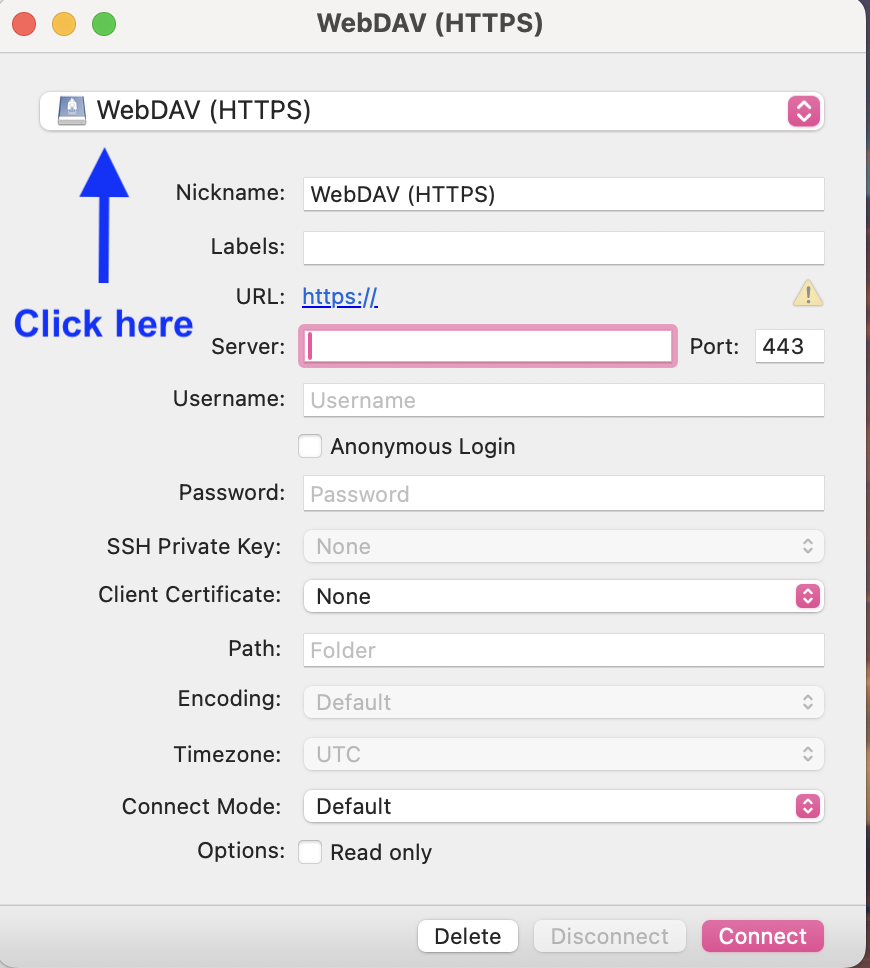 WebDAV (HTTPS)
WebDAV (HTTPS)
Nickname: WebDAV (HTTPS)
Labels:
URL: https://
Click here
Server: Port: 443
Username: Username
Anonymous Login
Password: Password
SSH Private Key: None
Client Certificate: None
Path: Folder
Encoding: Default
Timezone: UTC
Connect Mode: Default
Options: Read only
Delete Disconnect Connect